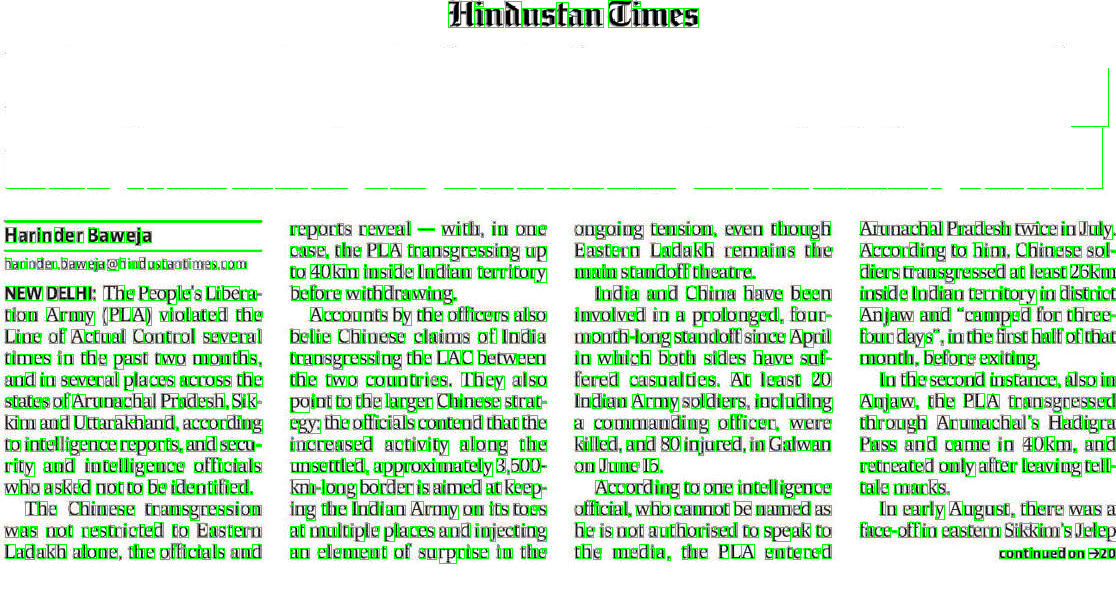 Hindustan Times
Harinder Baweja
harinder.baweja@hindustantimes.com
NEW DELHI: The People's Libera-
tion Army (PLA) violated the
Line of Actual Control several
times in the past two months,
and in several places across the
states of Arunachal Pradesh, Sik-
kim and Uttarakhand, according
to intelligence reports, and secu-
rity and intelligence officials
who asked not to be identified.
The Chinese transgression
was not restricted to Eastern
Ladakh alone, the officials and
reports reveal — with, in one
case, the PLA transgressing up
to 40km inside Indian territory
before withdrawing.
Accounts by the officers also
belie Chinese claims of India
transgressing the LAC between
the two countries. They also
point to the larger Chinese strat-
egy; the officials contend that the
increased activity along the
unsettled, approximately 3,500-
km-long border is aimed at keep-
ing the Indian Army on its toes
at multiple places and injecting
an element of surprise in the
ongoing tension, even though
Eastern Ladakh remains the
main standoff theatre.
India and China have been
involved in a prolonged, four-
month-long standoff since April
in which both sides have suf-
fered casualties. At least 20
Indian Army soldiers, including
a commanding officer, were
killed, and 80 injured, in Galwan
on June 15.
According to one intelligence
official, who cannot be named as
he is not authorised to speak to
the media, the PLA entered
Arunachal Pradesh twice in July.
According to him, Chinese sol-
diers transgressed at least 26km
inside Indian territory in district
Anjaw and “camped for three-
four days”, in the first half of that
month, before exiting.
In the second instance, also in
Anjaw, the PLA transgressed
through Arunachal's Hadigra
Pass and came in 40km, and
retreated only after leaving tell-
tale marks.
In early August, there was a
face-off in eastern Sikkim's Jelep
continued on →20